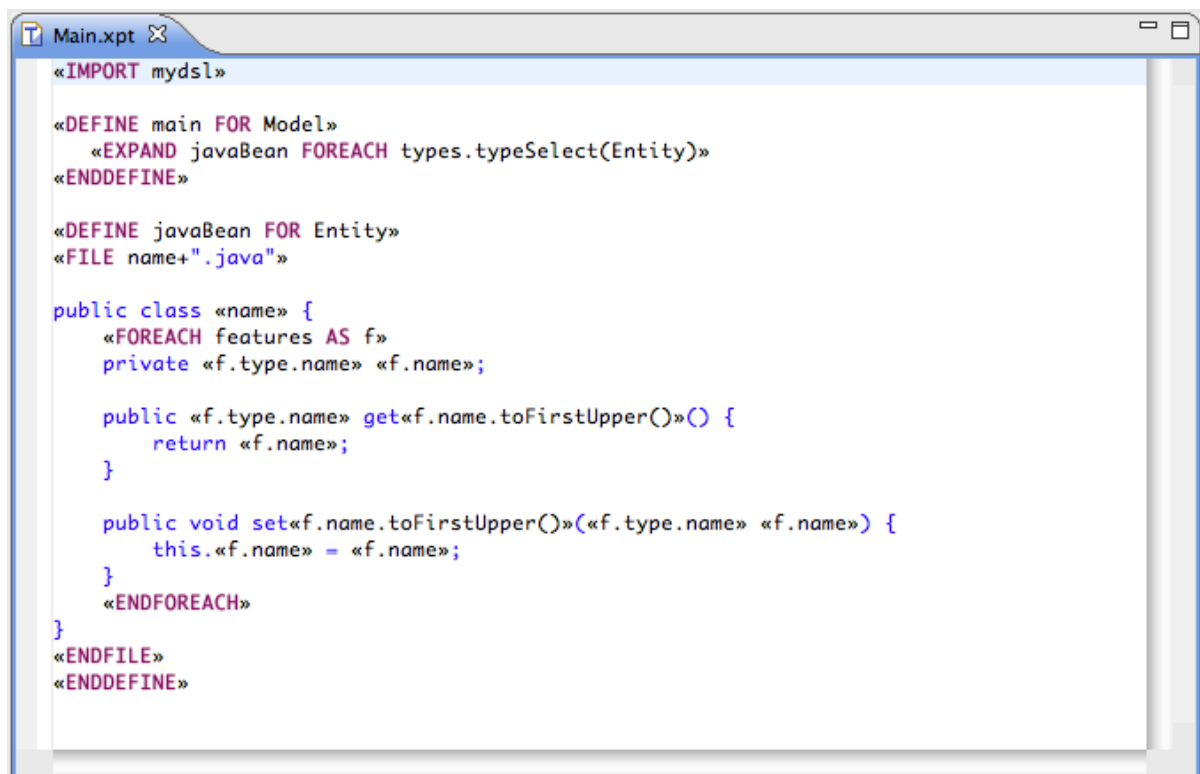 Main.xpt
«IMPORT mydsl»
«DEFINE main FOR Model»
«EXPAND javaBean FOREACH types.typeSelect(Entity)»
«ENDDEFINE»
«DEFINE javaBean FOR Entity»
«FILE name+".java"»
public class «name» {
«FOREACH features AS f»
private «f.type.name» «f.name»;
public «f.type.name» get«f.name.toFirstUpper()»() {
return «f.name»;
}
public void set«f.name.toFirstUpper()»(«f.type.name» «f.name») {
this.«f.name» = «f.name»;
}
«ENDFOREACH»
}
«ENDFILE»
«ENDDEFINE»